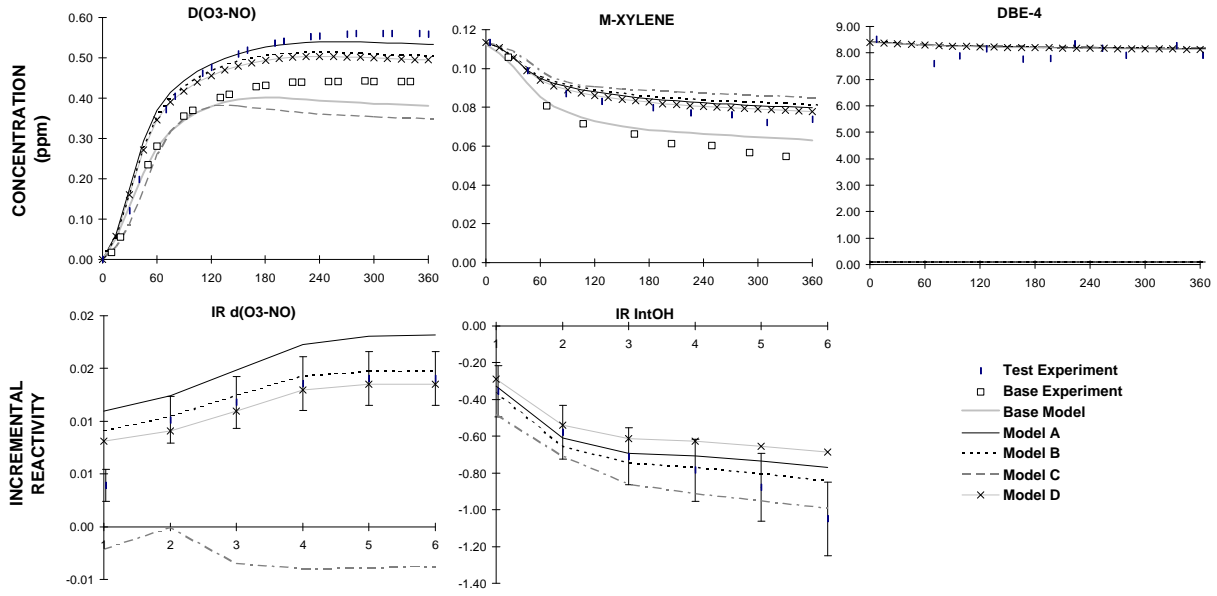 D(O3-NO)
M-XYLENE
DBE-4
CONCENTRATION
(ppm)
0.60
0.50
0.40
0.30
0.20
0.10
0.00
0 60 120 180 240 300 360
0.12
0.10
0.08
0.06
0.04
0.02
0.00
0 60 120 180 240 300 360
9.00
8.00
7.00
6.00
5.00
4.00
3.00
2.00
1.00
0.00
0 60 120 180 240 300 360
IR d(O3-NO)
IR IntOH
INCREMENTAL
REACTIVITY
0.02
0.02
0.01
0.01
0.00
-0.01
1 2 3 4 5 6
0.00
-0.20
-0.40
-0.60
-0.80
-1.00
-1.20
-1.40
1 2 3 4 5 6
Test Experiment
Base Experiment
Base Model
Model A
Model B
Model C
Model D